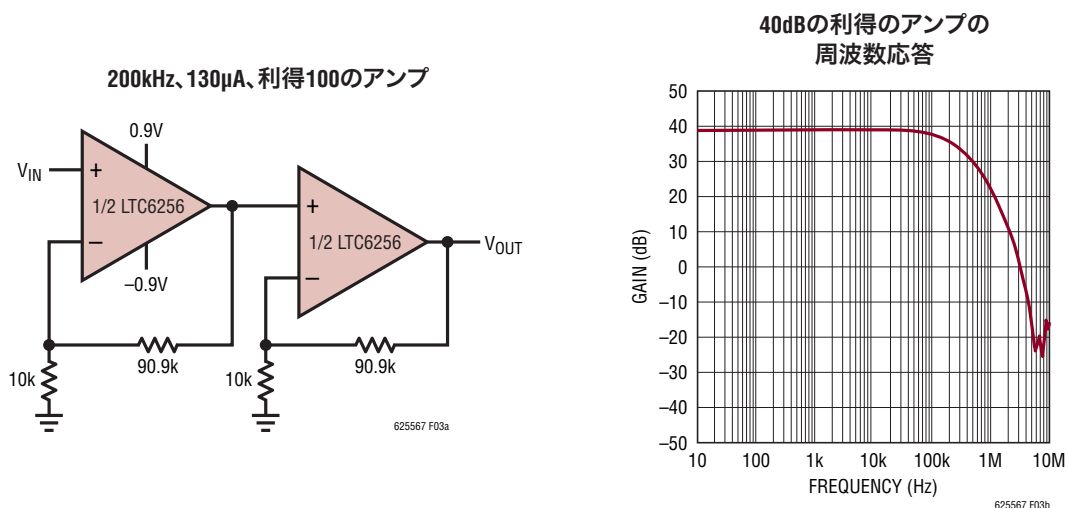 200kHz、130µA、利得100のアンプ
0.9V
VIN
+
1/2 LTC6256
–
–0.9V
+
1/2 LTC6256
–
VOUT
90.9k
10k
90.9k
10k
625567 F03a
40dBの利得のアンプの
周波数応答
GAIN (dB)
50
40
30
20
10
0
–10
–20
–30
–40
–50
10 100 1k 10k 100k 1M 10M
FREQUENCY (Hz)
625567 F03b